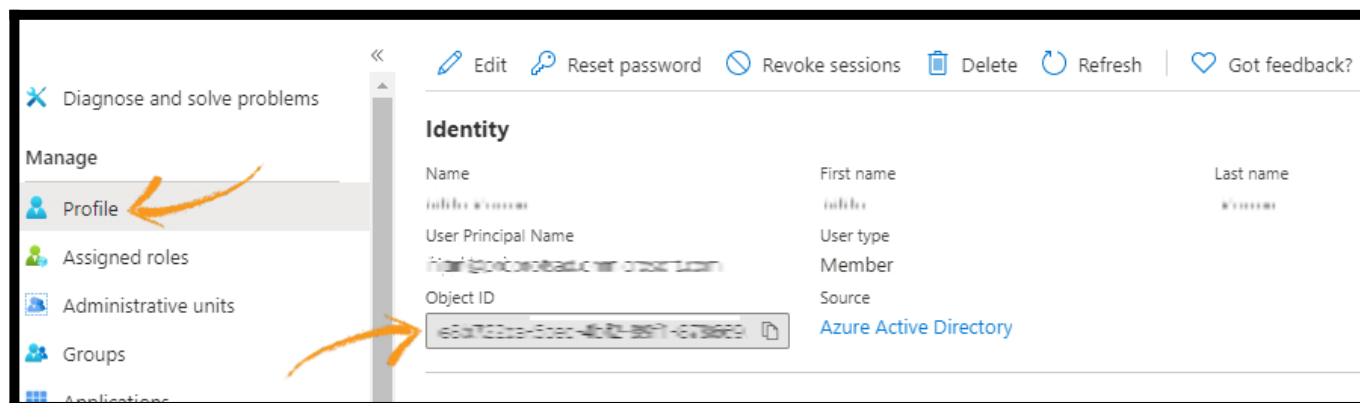 Edit Reset password Revoke sessions Delete Refresh Got feedback?
Diagnose and solve problems
Manage
Profile
Assigned roles
Administrative units
Groups
Applications
Identity
Name First name Last name
User Principal Name User type
Member
Object ID Source
Azure Active Directory